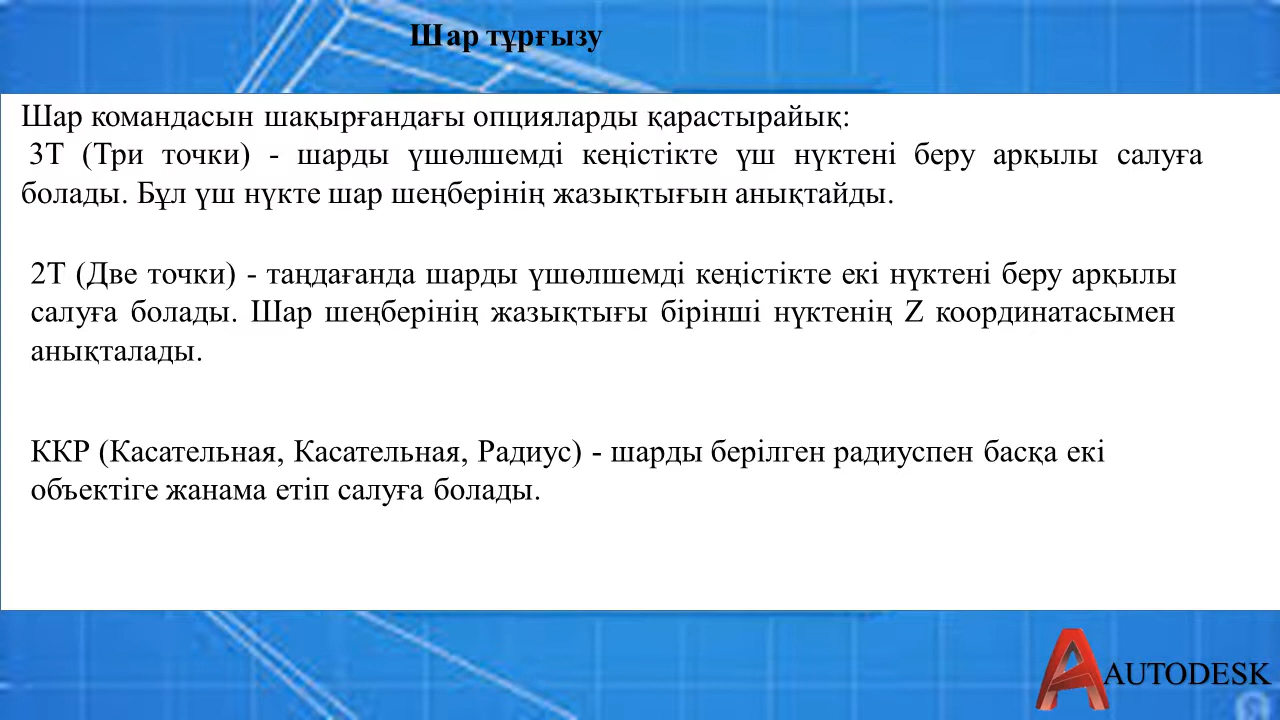 Шар тұрғызу
Шар командасын шақырғандағы опцияларды қарастырайық:
3Т (Три точки) - шарды үшөлшемді кеңістікте үш нүктені беру арқылы салуға
болады. Бұл үш нүкте шар шеңберінің жазықтығын анықтайды.
2Т (Две точки) - таңдағанда шарды үшөлшемді кеңістікте екі нүктені беру арқылы
салуға болады. Шар шеңберінің жазықтығы бірінші нүктенің Z координатасымен
анықталады.
ККР (Касательная, Касательная, Радиус) - шарды берілген радиуспен басқа екі
объектіге жанама етіп салуға болады.
AUTODESK